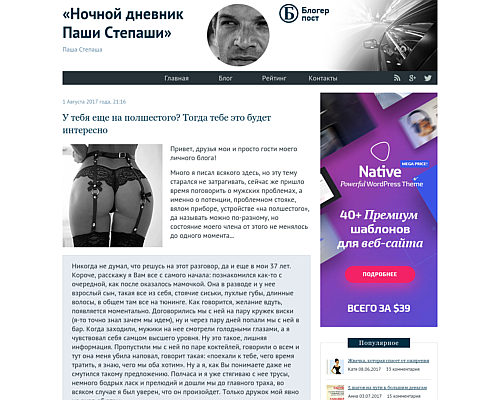 «Ночной дневник
Паши Степаши»
Паша Степаша
Блогер
пост
Главная
Блог
Рейтинг
Контакты
1 Августа 2017 года, 21:16
У тебя еще на полшестого? Тогда тебе это будет
интересно
Привет, друзья мои и просто гости моего
личного блога!
Много я писал всякого здесь, но эту тему
старался не затрагивать, сейчас же пришло
время поговорить о мужских проблемах, а
именно о потенции, проблемном стояке,
вялом приборе, устройстве «на полшестого»,
да называть можно по-разному, но
состояние моего члена от этого не менялось
до одного момента...
Никогда не думал, что решусь на этот разговор, да и еще в мои 37 лет.
Короче, расскажу я Вам все с самого начала: познакомился как-то с
очередной, как после оказалось мамочкой. Она в разводе и у нее
взрослый сын, такая все из себя, стоячие сиськи, пухлые губы, длинные
волосы, в общем там все на тюнинге. Как говорится, желание вдуть,
появляется моментально. Договорились мы с ней на пару кружек виски
(я-то точно знал зачем мы идем), ну и через пару дней попали мы с ней в
бар. Когда заходили, мужики на нее смотрели голодными глазами, а я
чувствовал себя самцом высшего уровня. Ну это такое, лишняя
информация. Пропустили мы с ней по паре коктейлей, говорили о всем и
тут она меня убила наповал, говорит такая: «поехали к тебе, чего время
тратить, я знаю, чего мы оба хотим». Ну а я, как Вы понимаете даже не
смутился такому предложению. Полчаса и я уже стягиваю с нее трусы,
немного бодрых ласк и прелюдий и дошли мы до главного траха, во
всяком случае я был уверен, что он произойдет. Только дружок мой явно
Native
MEGA PRICE!
Powerful WordPress Theme
40+ Премиум
шаблонов
для веб-сайта
ПОДРОБНЕЕ
ВСЕГО ЗА $39
Популярное
Жвачка, которая спасет от ожирения
Катя 08.06.2017 33 комментария
5 шагов на пути к большим деньгам
Анна 03.07.2017 15 комментариев